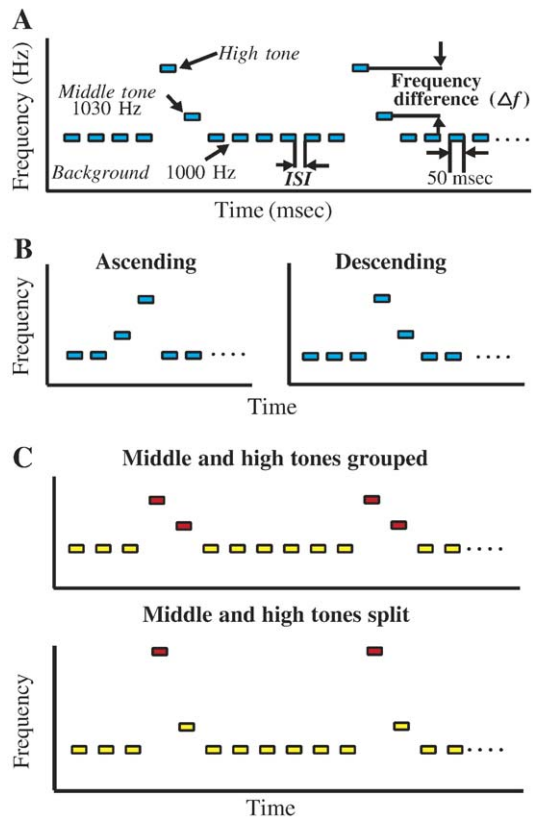 A
Frequency (Hz)
High tone
Middle tone
1030 Hz
Frequency
difference (Δf)
Background
1000 Hz
ISI
50 msec
Time (msec)
B
Ascending
Descending
Frequency
Time
C
Middle and high tones grouped
Middle and high tones split
Frequency
Time